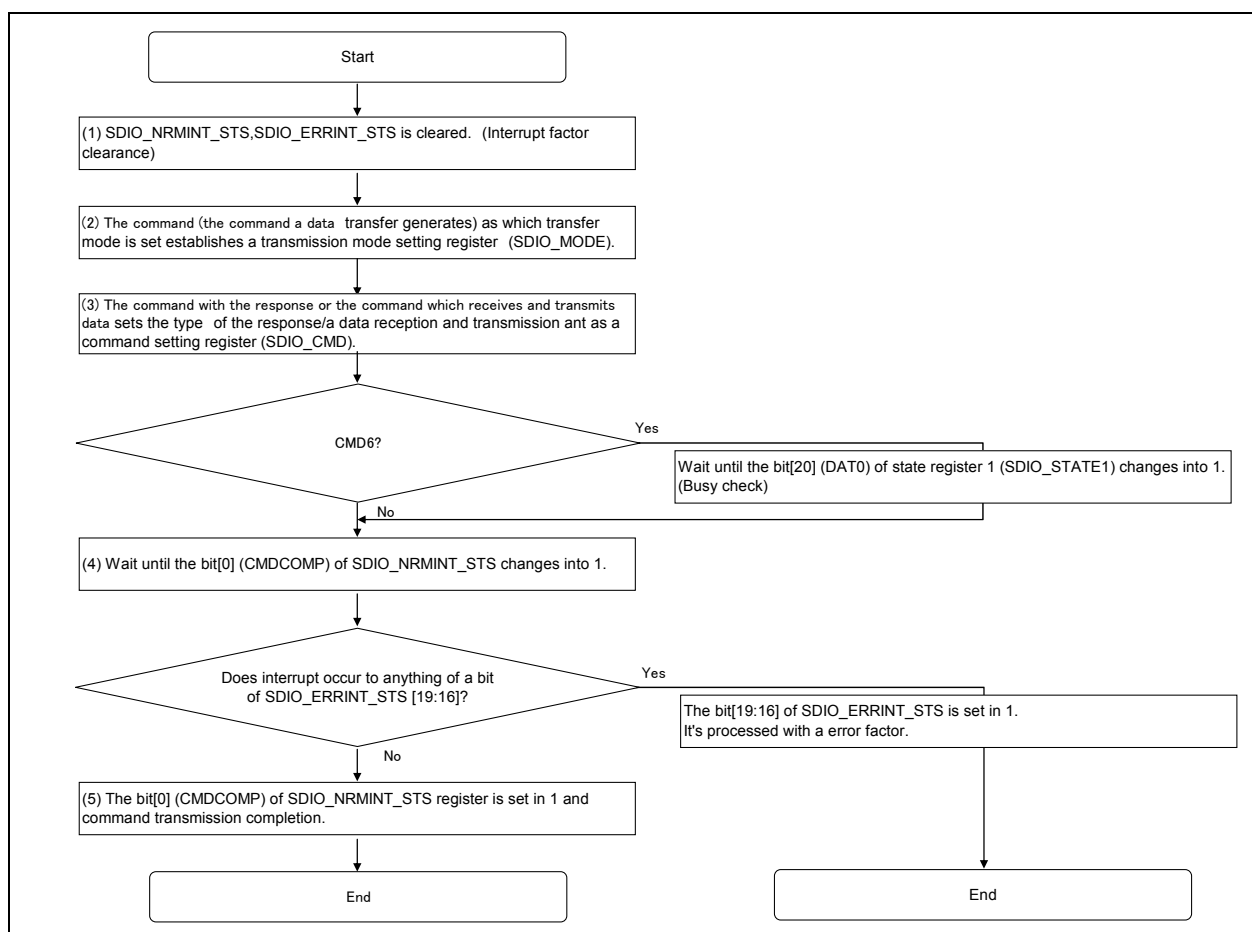 Start
(1) SDIO_NRMINT_STS,SDIO_ERRINT_STS is cleared. (Interrupt factor
clearance)
(2) The command (the command a data transfer generates) as which transfer
mode is set establishes a transmission mode setting register (SDIO_MODE).
(3) The command with the response or the command which receives and transmits
data sets the type of the response/a data reception and transmission ant as a
command setting register (SDIO_CMD).
CMD6?
Yes
Wait until the bit[20] (DAT0) of state register 1 (SDIO_STATE1) changes into 1.
(Busy check)
No
(4) Wait until the bit[0] (CMDCOMP) of SDIO_NRMINT_STS changes into 1.
Does interrupt occur to anything of a bit
of SDIO_ERRINT_STS [19:16]?
Yes
The bit[19:16] of SDIO_ERRINT_STS is set in 1.
It's processed with a error factor.
No
(5) The bit[0] (CMDCOMP) of SDIO_NRMINT_STS register is set in 1 and
command transmission completion.
End
End